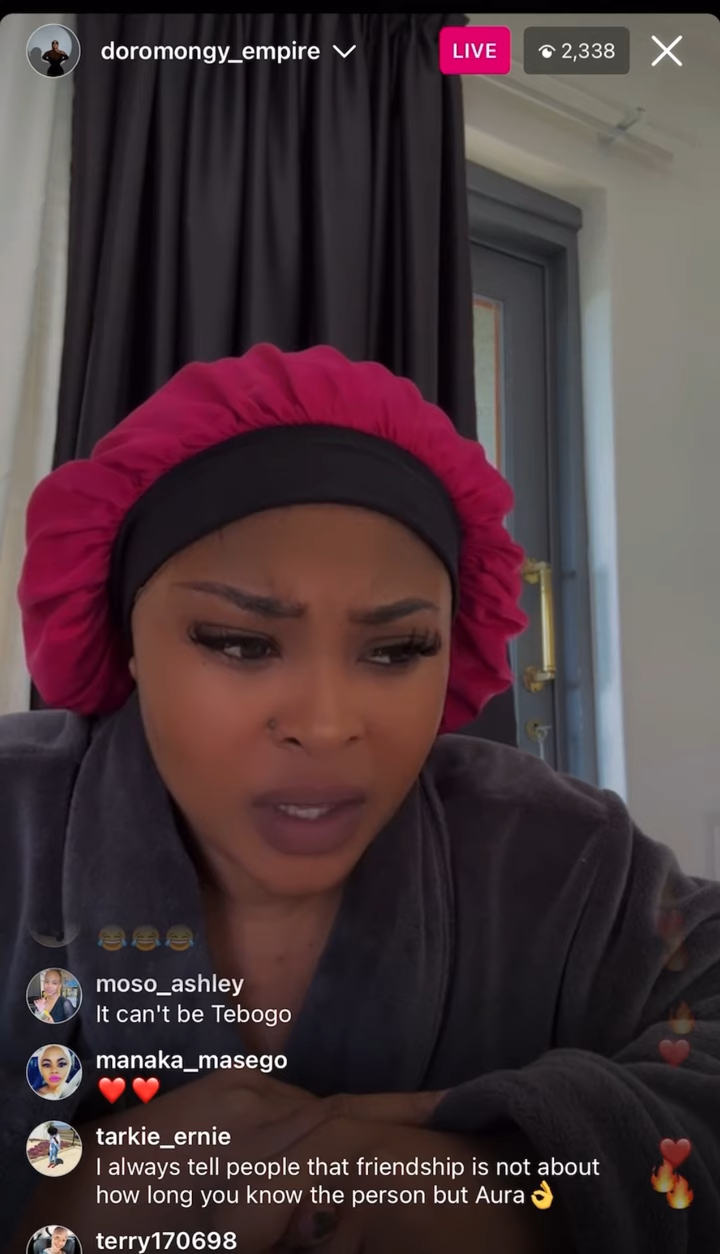 doromongy_empire
LIVE
2,338
😂😂😂
moso_ashley
It can't be Tebogo
manaka_masego
❤️❤️
tarkie_ernie
I always tell people that friendship is not about
how long you know the person but Aura👌
terry170698